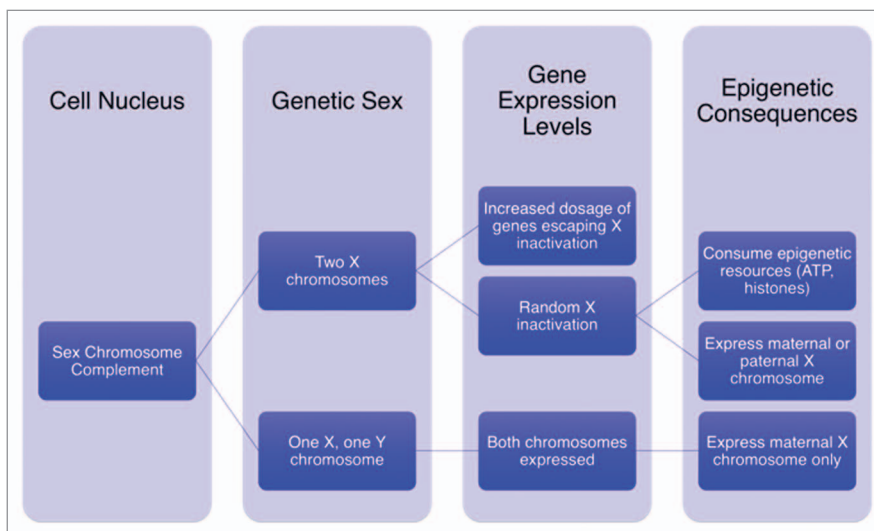 Cell Nucleus
Genetic Sex
Gene
Expression
Levels
Epigenetic
Consequences
Sex Chromosome
Complement
Two X
chromosomes
One X, one Y
chromosome
Increased dosage of
genes escaping X
inactivation
Random X
inactivation
Both chromosomes
expressed
Consume epigenetic
resources (ATP,
histones)
Express maternal or
paternal X
chromosome
Express maternal X
chromosome only